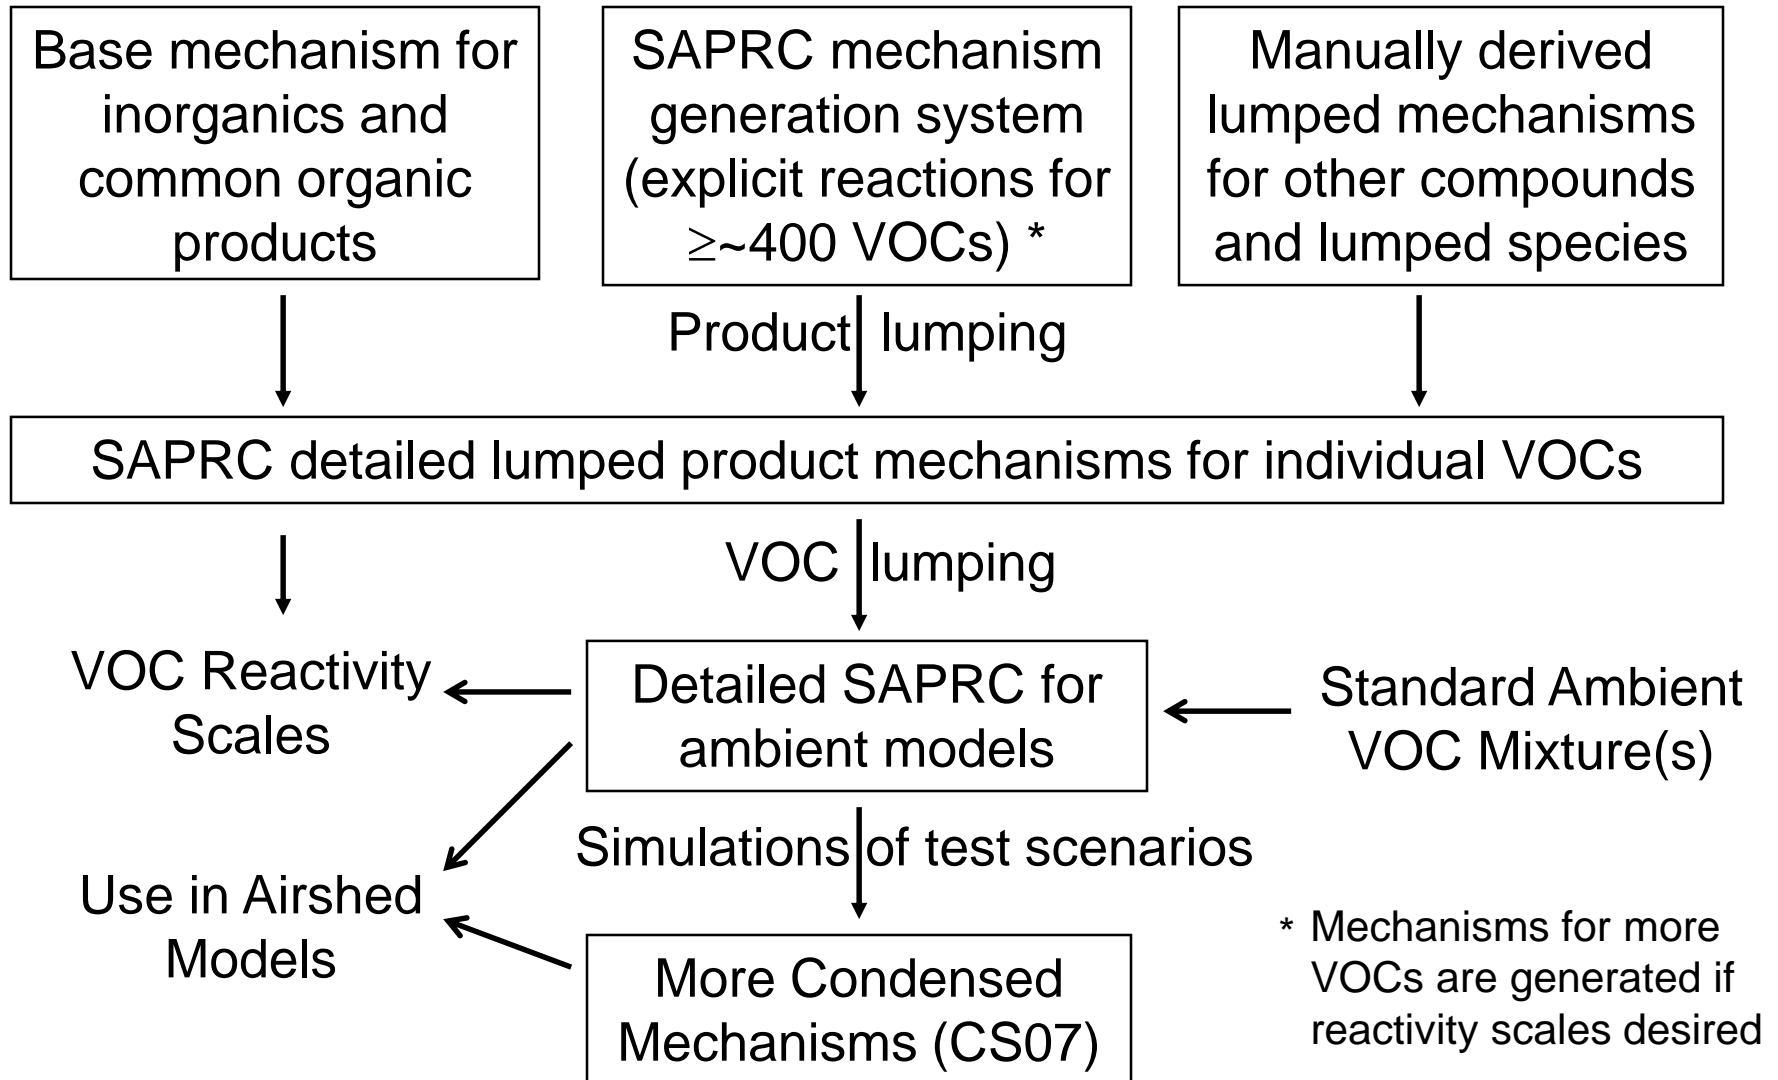 Base mechanism for
inorganics and
common organic
products
SAPRC mechanism
generation system
(explicit reactions for
≥~400 VOCs) *
Manually derived
lumped mechanisms
for other compounds
and lumped species
Product lumping
SAPRC detailed lumped product mechanisms for individual VOCs
VOC lumping
VOC Reactivity
Scales
Detailed SAPRC for
ambient models
Standard Ambient
VOC Mixture(s)
Simulations of test scenarios
Use in Airshed
Models
More Condensed
Mechanisms (CS07)
* Mechanisms for more
VOCs are generated if
reactivity scales desired